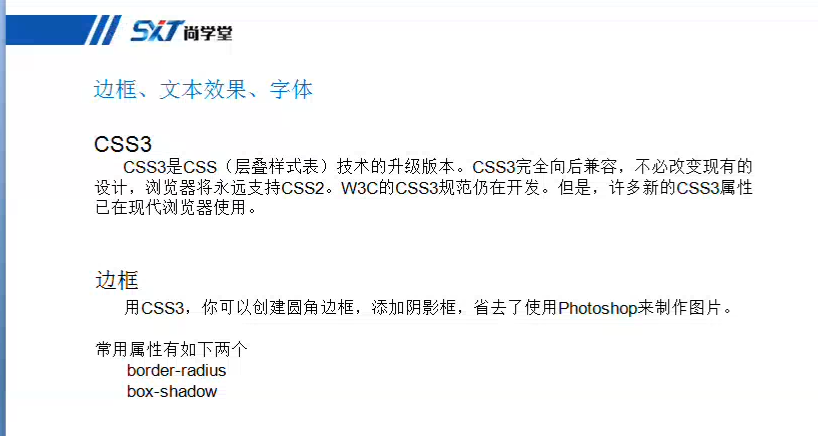 SXT尚学堂
边框、文本效果、字体
CSS3
CSS3是CSS（层叠样式表）技术的升级版本。CSS3完全向后兼容，不必改变现有的
设计，浏览器将永远支持CSS2。W3C的CSS3规范仍在开发。但是，许多新的CSS3属性
已在现代浏览器使用。
边框
用CSS3，你可以创建圆角边框，添加阴影框，省去了使用Photoshop来制作图片。
常用属性有如下两个
border-radius
box-shadow